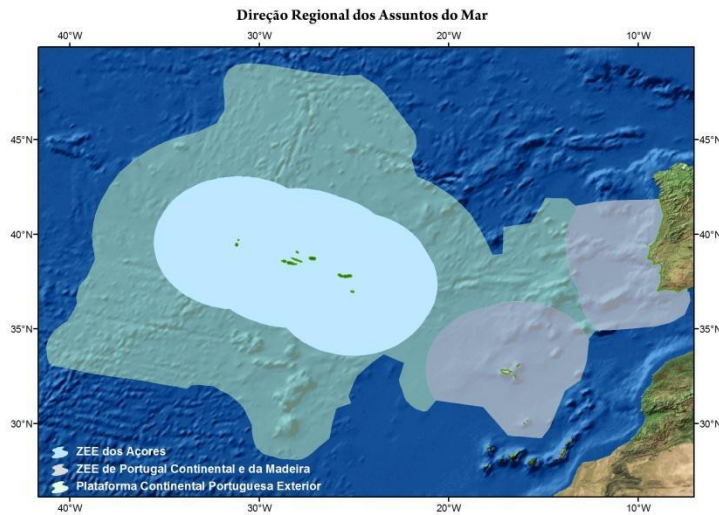 Direção Regional dos Assuntos do Mar
40°W 30°W 20°W 10°W
45°N 45°N
40°N 40°N
35°N 35°N
30°N 30°N
ZEE dos Açores
ZEE de Portugal Continental e da Madeira
Plataforma Continental Portuguesa Exterior
40°W 30°W 20°W 10°W